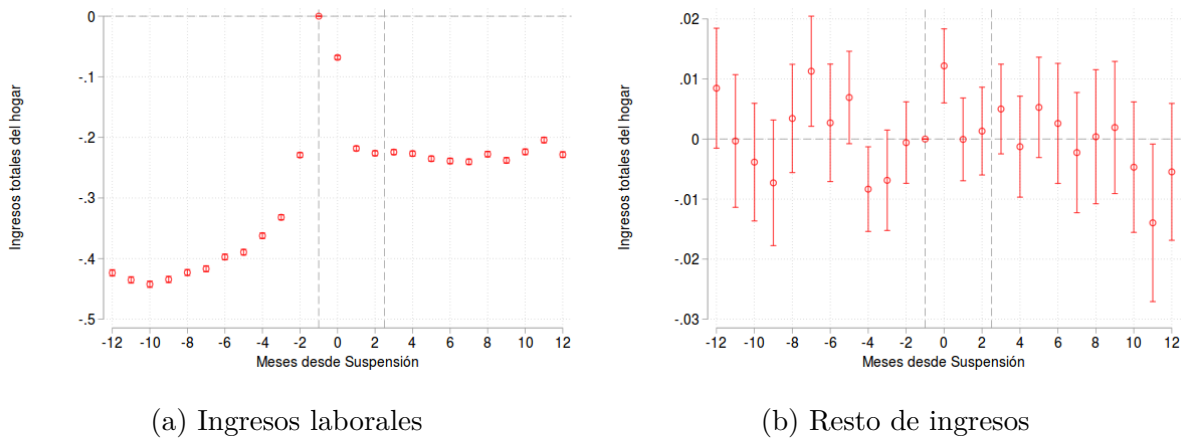 Ingresos totales del hogar
0
-.1
-.2
-.3
-.4
-.5
-12 -10 -8 -6 -4 -2 0 2 4 6 8 10 12
Meses desde Suspensión
(a) Ingresos laborales
Ingresos totales del hogar
.02
.01
0
-.01
-.02
-.03
-12 -10 -8 -6 -4 -2 0 2 4 6 8 10 12
Meses desde Suspensión
(b) Resto de ingresos